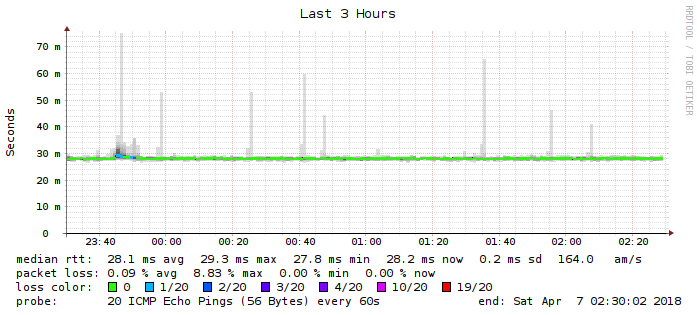 Last 3 Hours
RRDTOOL / TOBI OETIKER
Seconds
70 m
60 m
50 m
40 m
30 m
20 m
10 m
0
23:40 00:00 00:20 00:40 01:00 01:20 01:40 02:00 02:20
median rtt: 28.1 ms avg 29.3 ms max 27.8 ms min 28.2 ms now 0.2 ms sd 164.0 am/s
packet loss: 0.09 % avg 8.83 % max 0.00 % min 0.00 % now
loss color: 0 1/20 2/20 3/20 4/20 10/20 19/20
probe: 20 ICMP Echo Pings (56 Bytes) every 60s end: Sat Apr 7 02:30:02 2018